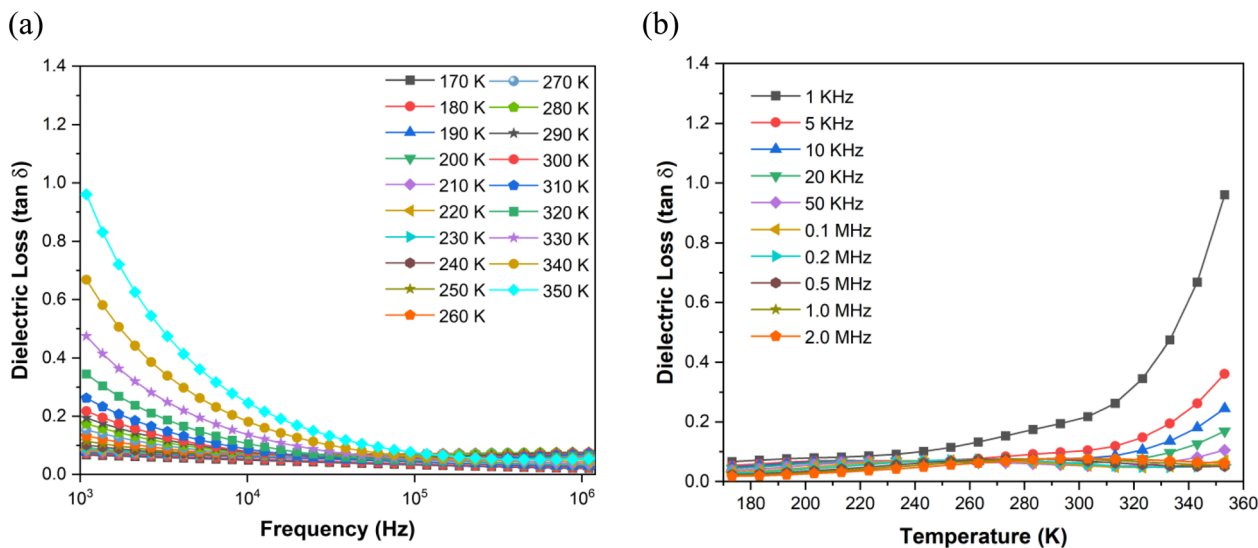 (a)
(b)
1.4
1.2
1.0
0.8
0.6
0.4
0.2
0.0
Dielectric Loss (tan δ)
10³
10⁴
10⁵
10⁶
Frequency (Hz)
170 K
180 K
190 K
200 K
210 K
220 K
230 K
240 K
250 K
260 K
270 K
280 K
290 K
300 K
310 K
320 K
330 K
340 K
350 K
1.4
1.2
1.0
0.8
0.6
0.4
0.2
0.0
Dielectric Loss (tan δ)
1 KHz
5 KHz
10 KHz
20 KHz
50 KHz
0.1 MHz
0.2 MHz
0.5 MHz
1.0 MHz
2.0 MHz
180
200
220
240
260
280
300
320
340
360
Temperature (K)